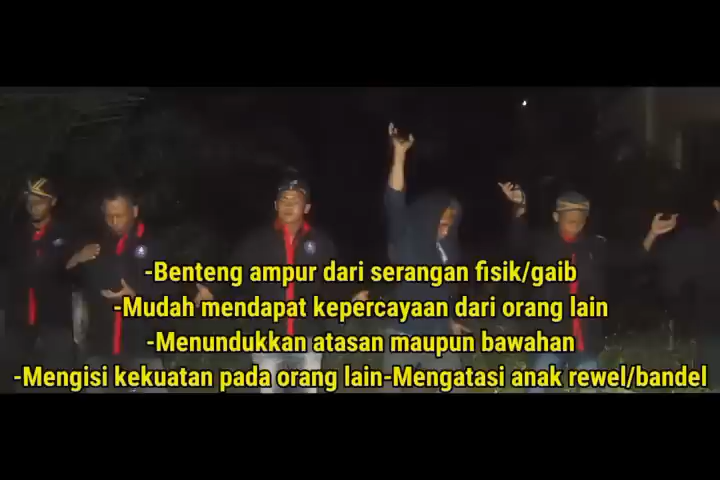 -Benteng ampur dari serangan fisik/gaib
-Mudah mendapat kepercayaan dari orang lain
-Menundukkan atasan maupun bawahan
-Mengisi kekuatan pada orang lain-Mengatasi anak rewel/bandel